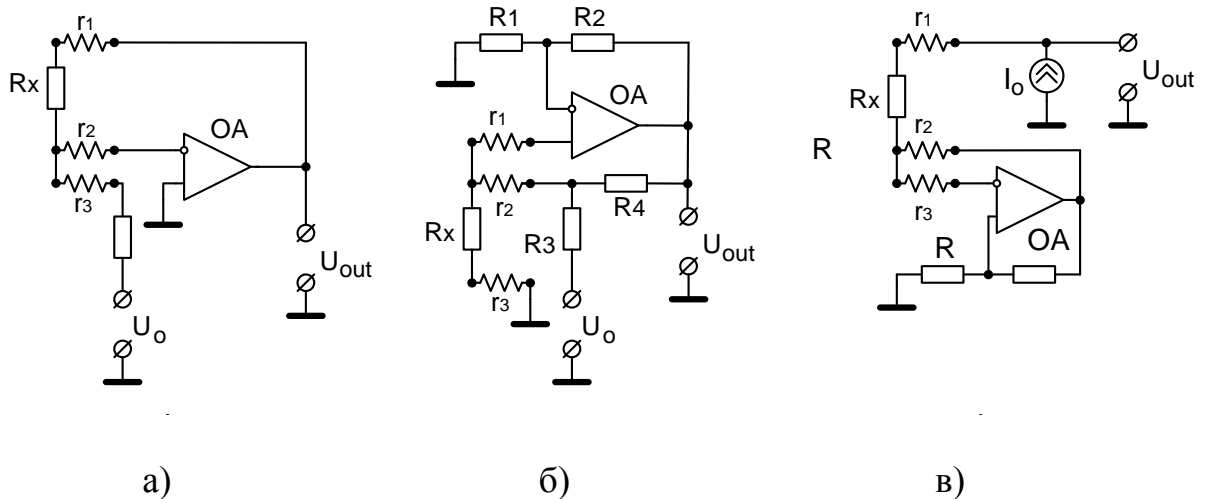 r1
Rx
r2
OA
r3
Uout
Uo
R1
R2
OA
r1
r2
R4
Rx
R3
Uout
r3
Uo
r1
Io
Uout
Rx
r2
R
r3
R
OA
а)
б)
в)